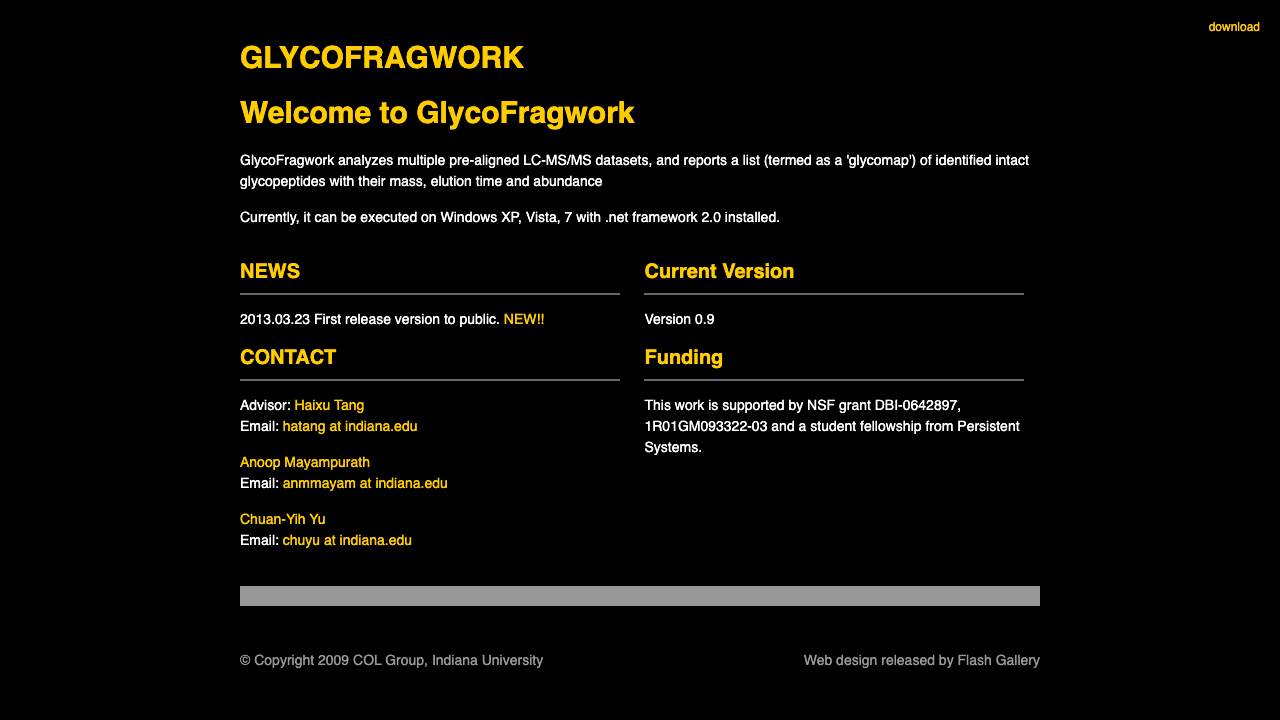 download
GLYCOFRAGWORK
Welcome to GlycoFragwork
GlycoFragwork analyzes multiple pre-aligned LC-MS/MS datasets, and reports a list (termed as a 'glycomap') of identified intact
glycopeptides with their mass, elution time and abundance
Currently, it can be executed on Windows XP, Vista, 7 with .net framework 2.0 installed.
NEWS
2013.03.23 First release version to public. NEW!!
CONTACT
Advisor: Haixu Tang
Email: hatang at indiana.edu
Anoop Mayampurath
Email: anmmayam at indiana.edu
Chuan-Yih Yu
Email: chuyu at indiana.edu
Current Version
Version 0.9
Funding
This work is supported by NSF grant DBI-0642897,
1R01GM093322-03 and a student fellowship from Persistent
Systems.
© Copyright 2009 COL Group, Indiana University
Web design released by Flash Gallery